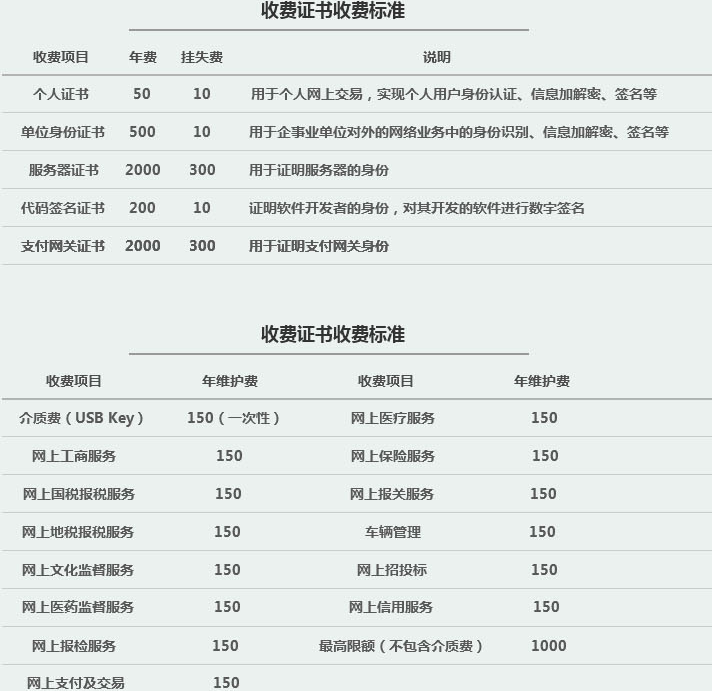 收费证书收费标准
收费项目 年费 挂失费 说明
个人证书 50 10 用于个人网上交易，实现个人用户身份认证、信息加解密、签名等
单位身份证书 500 10 用于企事业单位对外的网络业务中的身份识别、信息加解密、签名等
服务器证书 2000 300 用于证明服务器的身份
代码签名证书 200 10 证明软件开发者的身份，对其开发的软件进行数字签名
支付网关证书 2000 300 用于证明支付网关身份
收费证书收费标准
收费项目 年维护费 收费项目 年维护费
介质费（USB Key） 150（一次性） 网上医疗服务 150
网上工商服务 150 网上保险服务 150
网上国税报税服务 150 网上报关服务 150
网上地税报税服务 150 车辆管理 150
网上文化监督服务 150 网上招投标 150
网上医药监督服务 150 网上信用服务 150
网上报检服务 150 最高限额（不包含介质费） 1000
网上支付及交易 150